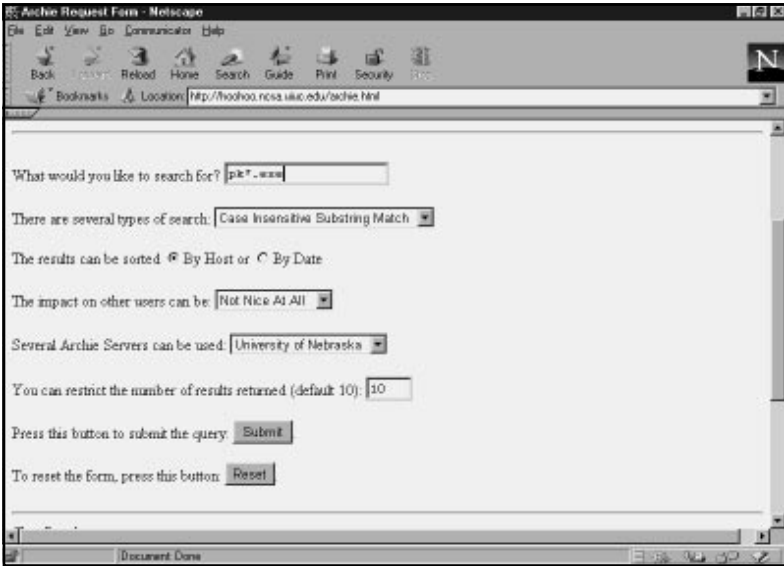 Archie Request Form - Netscape
File Edit View Go Communicator Help
Back Reload Home Search Guide Print Security
N
Bookmarks Location: http://hoohoo.ncsa.uiuc.edu/archie.html
What would you like to search for? pk*.exe
There are several types of search: Case Insensitive Substring Match
The results can be sorted By Host or By Date
The impact on other users can be: Not Nice At All
Several Archie Servers can be used: University of Nebraska
You can restrict the number of results returned (default 10): 10
Press this button to submit the query: Submit
To reset the form, press this button: Reset
Document Done